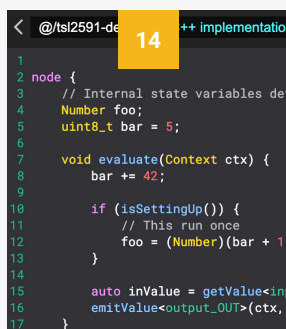 @/tsl2591-de
14
++ implementatio
1
2 node {
3 // Internal state variables de
4 Number foo;
5 uint8_t bar = 5;
6
7 void evaluate(Context ctx) {
8 bar += 42;
9
10 if (isSettingUp()) {
11 // This run once
12 foo = (Number)(bar + 1
13 }
14
15 auto inValue = getValue<inp
16 emitValue<output_OUT>(ctx,
17 }